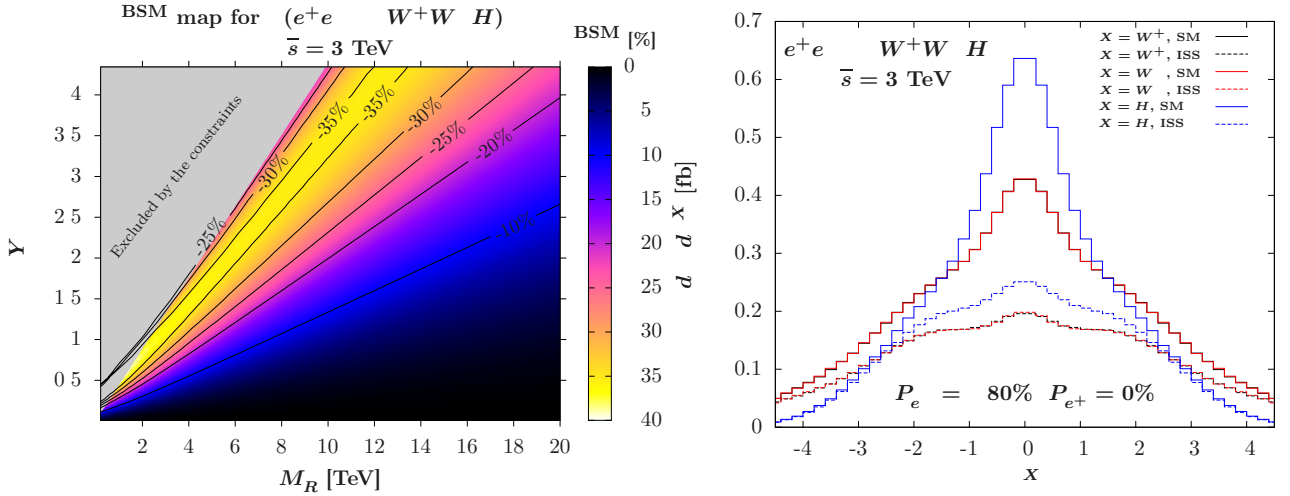 BSM map for (e+e W+W H)
s = 3 TeV
BSM [%]
4
3 5
3
2 5
2
1 5
1
0 5
Y
Excluded by the constraints
-25%
-30%
-35%
-35%
-30%
-25%
-20%
-10%
2 4 6 8 10 12 14 16 18 20
M_R [TeV]
0
5
10
15
20
25
30
35
40
e+e W+W H
s = 3 TeV
X = W+, SM
X = W+, ISS
X = W , SM
X = W , ISS
X = H, SM
X = H, ISS
d d X [fb]
0.7
0.6
0.5
0.4
0.3
0.2
0.1
0
P_e = 80% P_e+ = 0%
-4 -3 -2 -1 0 1 2 3 4
X